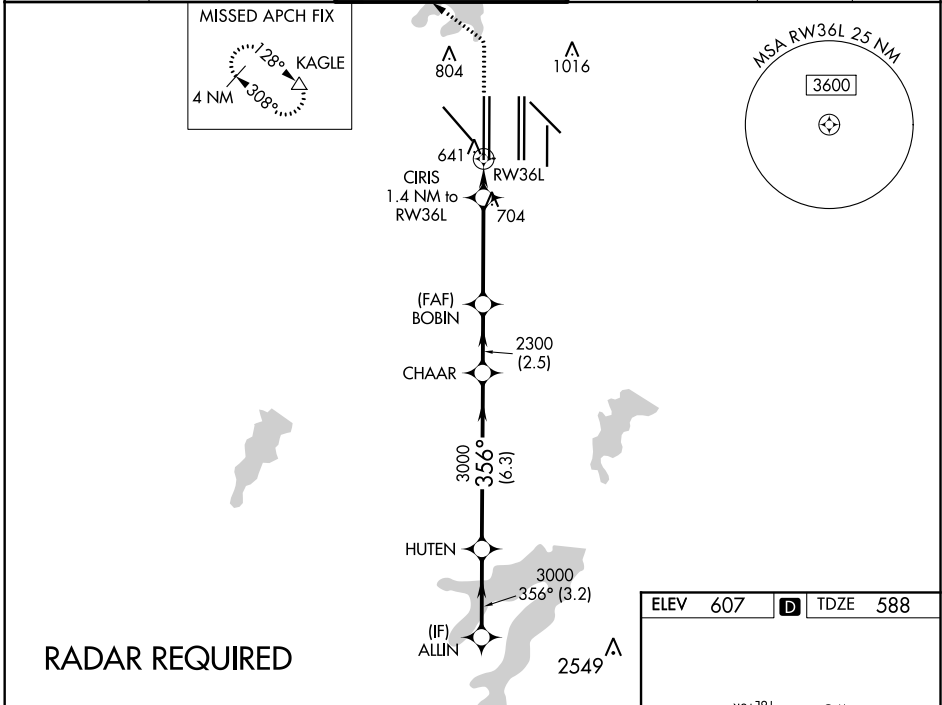 MISSED APCH FIX
128°
KAGLE
4 NM
308°
804
1016
MSA RW36L 25 NM
3600
641
RW36L
CIRIS
1.4 NM to
RW36L
704
(FAF)
BOBIN
2300
(2.5)
CHAAR
3000
356°
(6.3)
HUTEN
3000
356° (3.2)
(IF)
ALLIN
2549
RADAR REQUIRED
ELEV 607 D TDZE 588